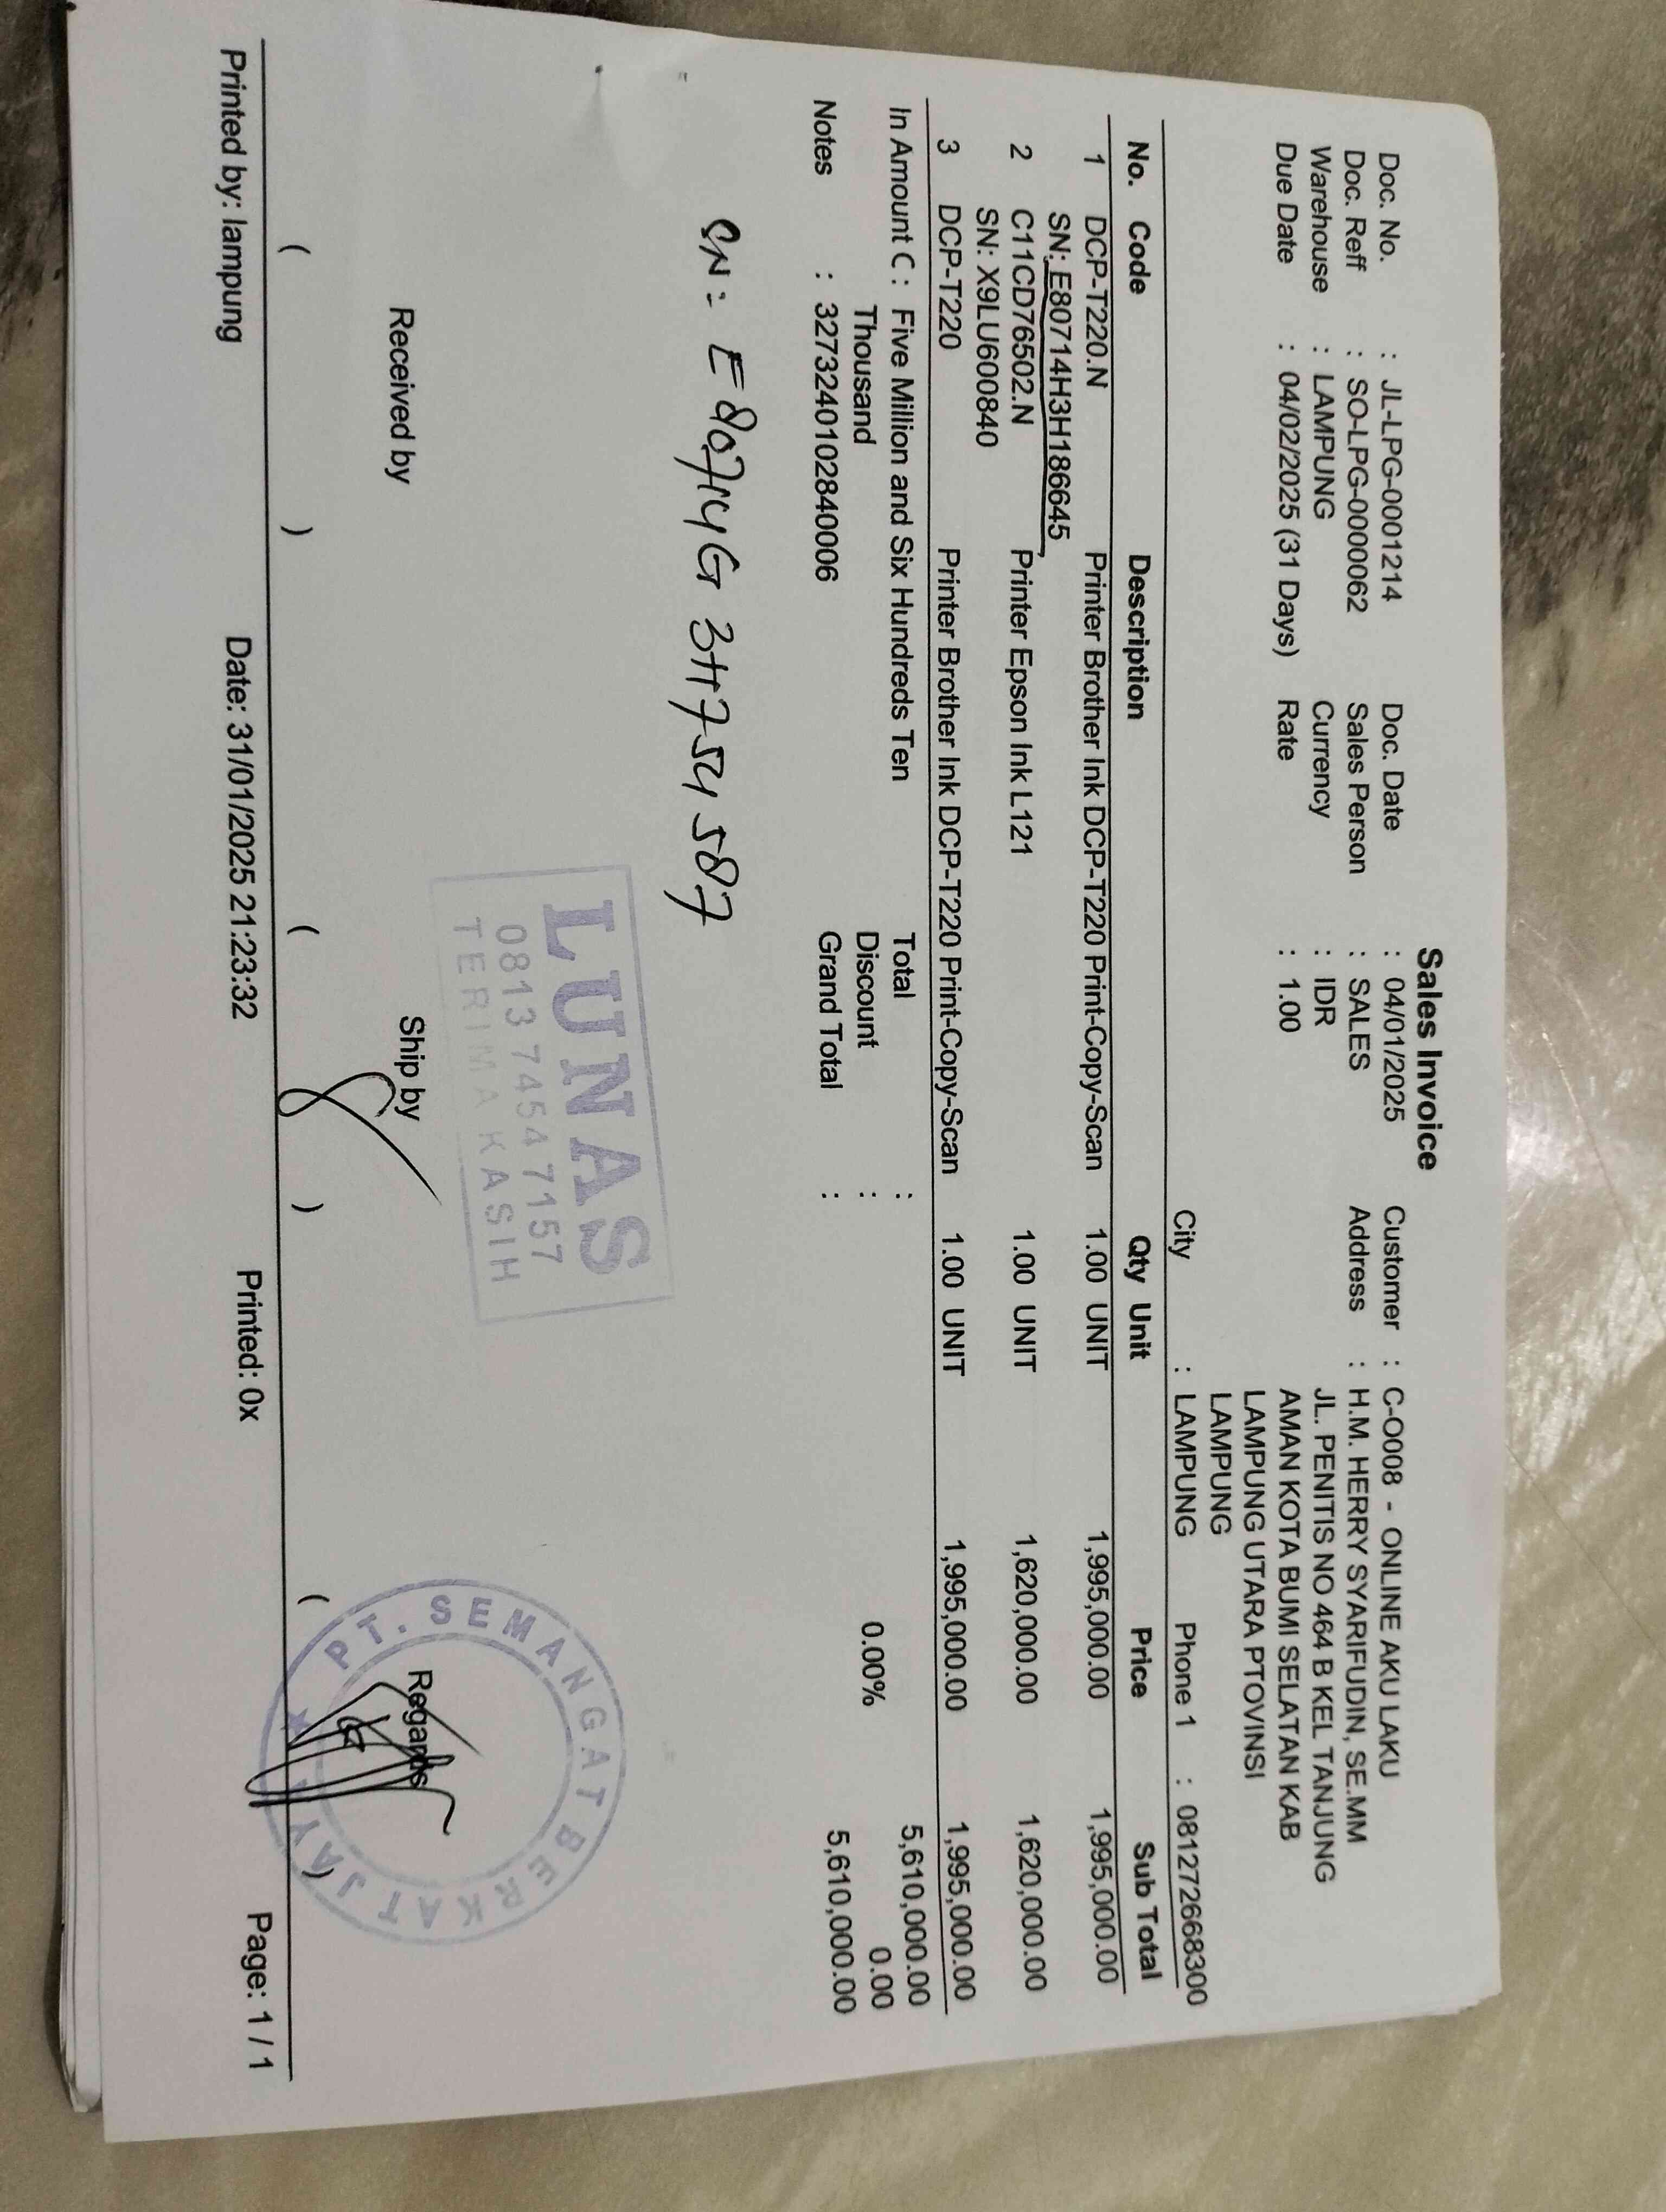 Sales Invoice
Doc. No. : JL-LPG-0001214 Doc. Date : 04/01/2025 Customer : C-O008 - ONLINE AKU LAKU
Doc. Reff : SO-LPG-0000062 Sales Person : SALES Address : H.M. HERRY SYARIFUDIN, SE.MM
Warehouse : LAMPUNG Currency : IDR JL. PENITIS NO 464 B KEL TANJUNG
Due Date : 04/02/2025 (31 Days) Rate : 1.00 AMAN KOTA BUMI SELATAN KAB
LAMPUNG UTARA PTOVINSI
LAMPUNG
City : LAMPUNG Phone 1 : 081272668300
No. Code Description Qty Unit Price Sub Total
1 DCP-T220.N Printer Brother Ink DCP-T220 Print-Copy-Scan 1.00 UNIT 1,995,000.00 1,995,000.00
SN: E80714H3H186645
2 C11CD76502.N Printer Epson Ink L121 1.00 UNIT 1,620,000.00 1,620,000.00
SN: X9LU600840
3 DCP-T220 Printer Brother Ink DCP-T220 Print-Copy-Scan 1.00 UNIT 1,995,000.00 1,995,000.00
In Amount C : Five Million and Six Hundreds Ten Total : 5,610,000.00
Thousand Discount : 0.00% 0.00
Notes : 3273240102840006 Grand Total : 5,610,000.00
SN : E80714G3H754587
LUNAS
0813 7454 7157
TERIMA KASIH
Received by Ship by Regards
PT. SEMANGAT BERKAT JAYA
( ) ( ) ( )
Printed by: lampung Date: 31/01/2025 21:23:32 Printed: 0x Page: 1 / 1